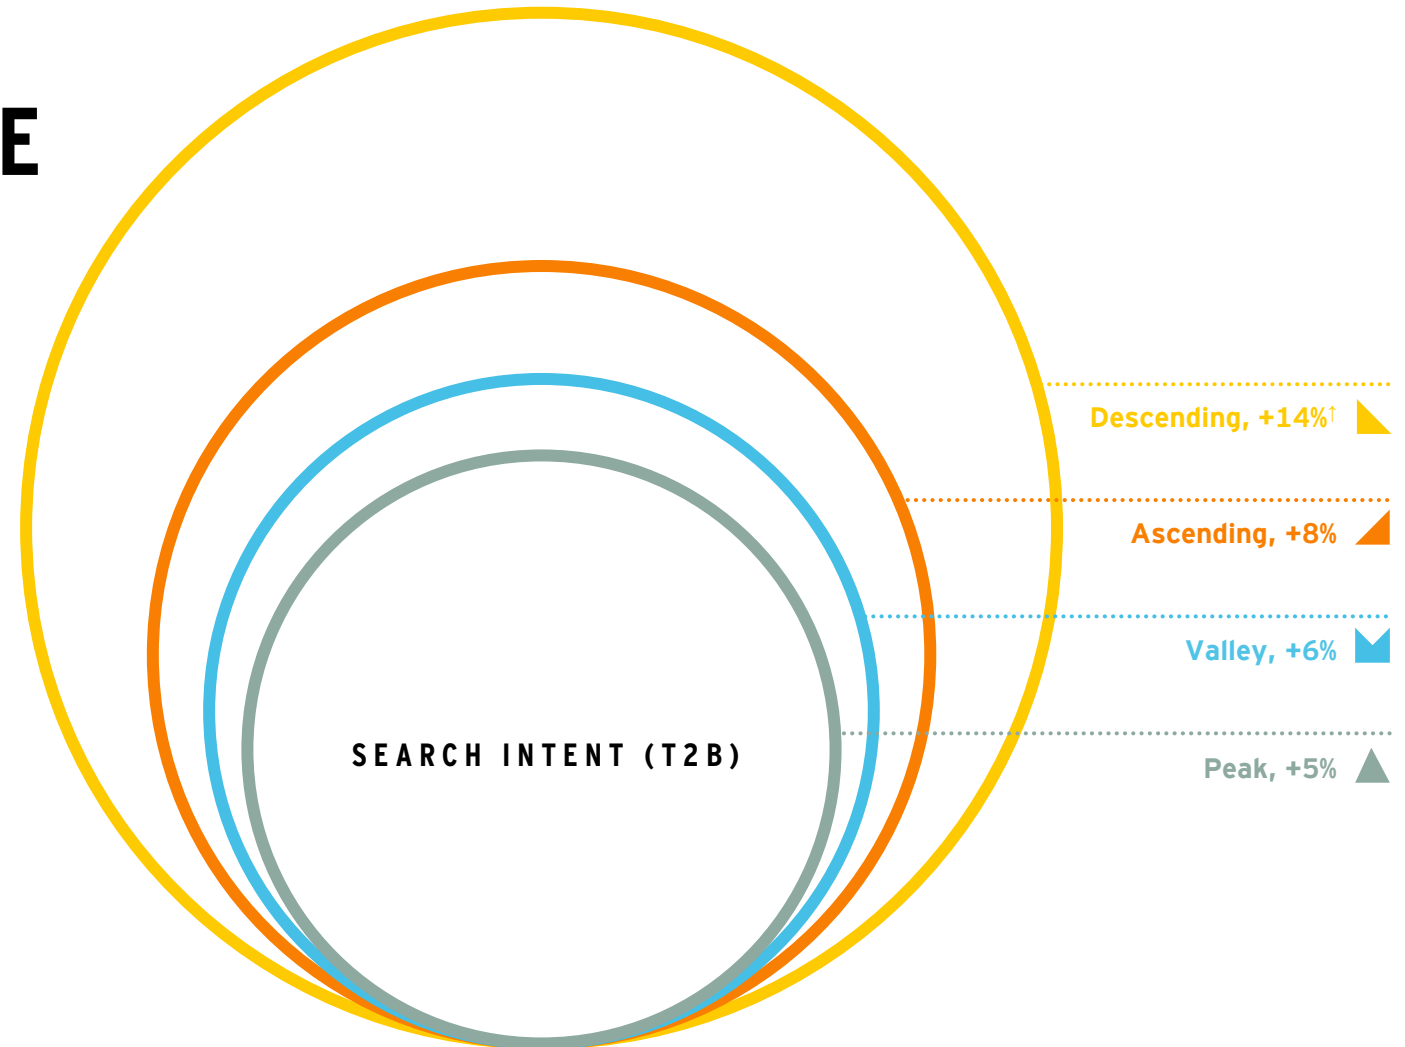 E
Descending, +14%↑
Ascending, +8%
Valley, +6%
SEARCH INTENT (T2B)
Peak, +5%